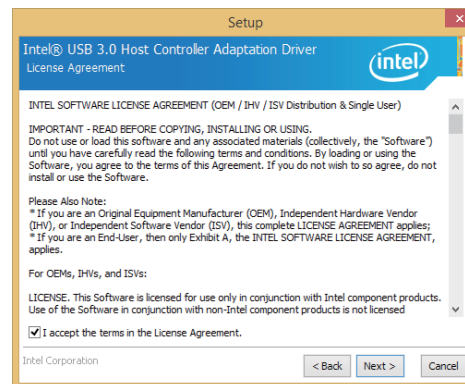 Setup
Intel® USB 3.0 Host Controller Adaptation Driver
License Agreement
intel
INTEL SOFTWARE LICENSE AGREEMENT (OEM / IHV / ISV Distribution & Single User)
IMPORTANT - READ BEFORE COPYING, INSTALLING OR USING.
Do not use or load this software and any associated materials (collectively, the "Software")
until you have carefully read the following terms and conditions. By loading or using the
Software, you agree to the terms of this Agreement. If you do not wish to so agree, do not
install or use the Software.
Please Also Note:
* If you are an Original Equipment Manufacturer (OEM), Independent Hardware Vendor
(IHV), or Independent Software Vendor (ISV), this complete LICENSE AGREEMENT applies;
* If you are an End-User, then only Exhibit A, the INTEL SOFTWARE LICENSE AGREEMENT,
applies.
For OEMs, IHVs, and ISVs:
LICENSE. This Software is licensed for use only in conjunction with Intel component products.
Use of the Software in conjunction with non-Intel component products is not licensed
I accept the terms in the License Agreement.
Intel Corporation
< Back
Next >
Cancel